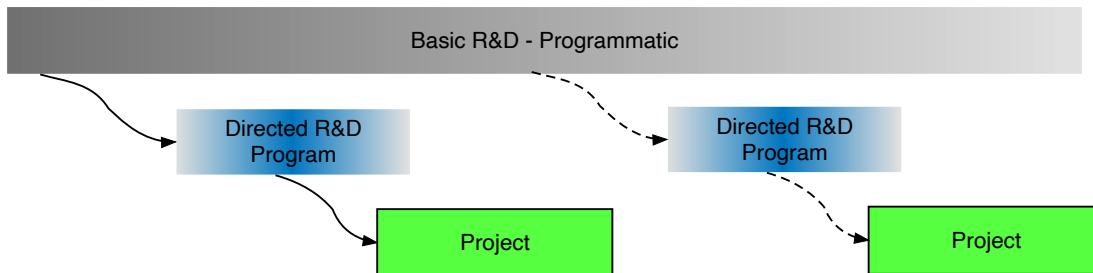 Basic R&D - Programmatic
Directed R&D
Program
Directed R&D
Program
Project
Project